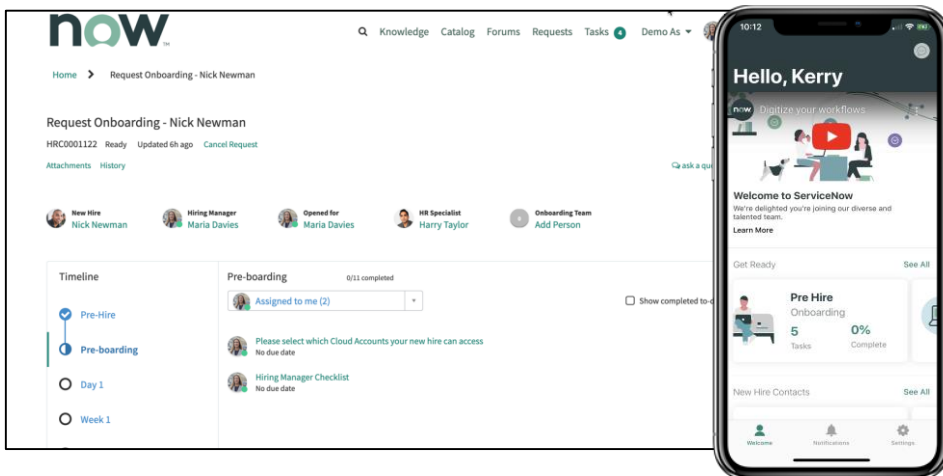 now
Knowledge Catalog Forums Requests Tasks 4 Demo As
Home > Request Onboarding - Nick Newman
Request Onboarding - Nick Newman
HRC0001122 Ready Updated 6h ago Cancel Request
Attachments History
ask a
New Hire
Nick Newman
Hiring Manager
Maria Davies
Opened for
Maria Davies
HR Specialist
Harry Taylor
Onboarding Team
Add Person
Timeline
Pre-Hire
Pre-boarding
Day 1
Week 1
Pre-boarding 0/11 completed
Assigned to me (2)
Show completed
Please select which Cloud Accounts your new hire can access
No due date
Hiring Manager Checklist
No due date
10:12
Hello, Kerry
now Digitize your workflows
Welcome to ServiceNow
We're delighted you're joining our diverse and
talented team.
Learn More
Get Ready See All
Pre Hire
Onboarding
5 0%
Tasks Complete
New Hire Contacts See All
Welcome Notifications Settings